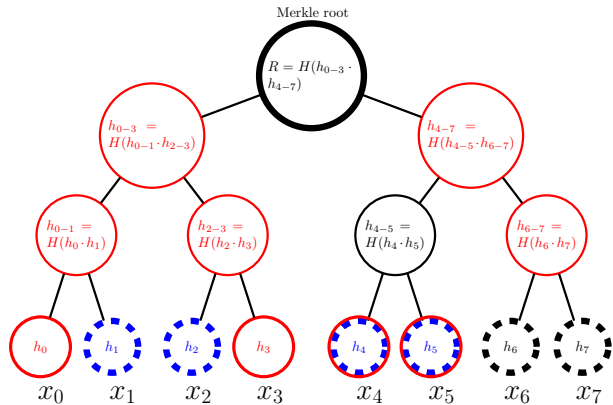 Merkle root
R = H(h₀₋₃ ·
h₄₋₇)
h₀₋₃ =
H(h₀₋₁ · h₂₋₃)
h₄₋₇ =
H(h₄₋₅ · h₆₋₇)
h₀₋₁ =
H(h₀ · h₁)
h₂₋₃ =
H(h₂ · h₃)
h₄₋₅ =
H(h₄ · h₅)
h₆₋₇ =
H(h₆ · h₇)
h₀ h₁ h₂ h₃ h₄ h₅ h₆ h₇
x₀ x₁ x₂ x₃ x₄ x₅ x₆ x₇